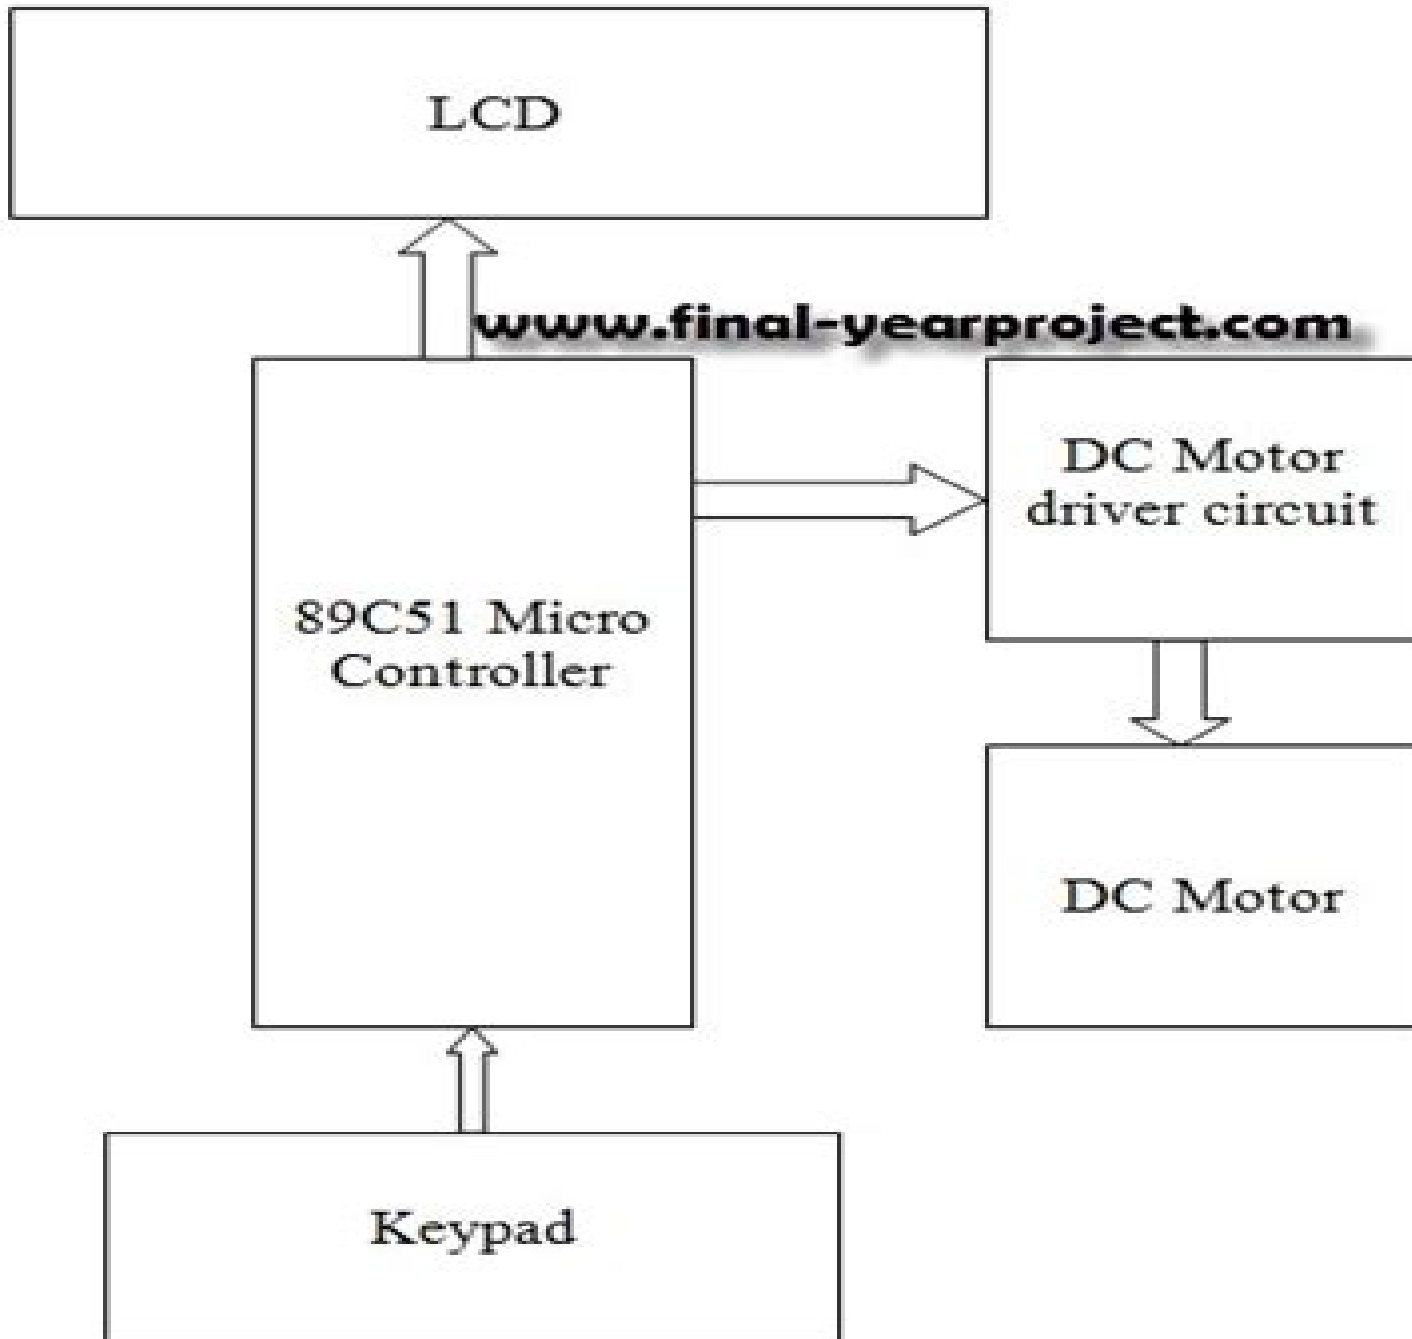 LCD
www.final-yearproject.com
DC Motor
driver circuit
89C51 Micro
Controller
DC Motor
Keypad